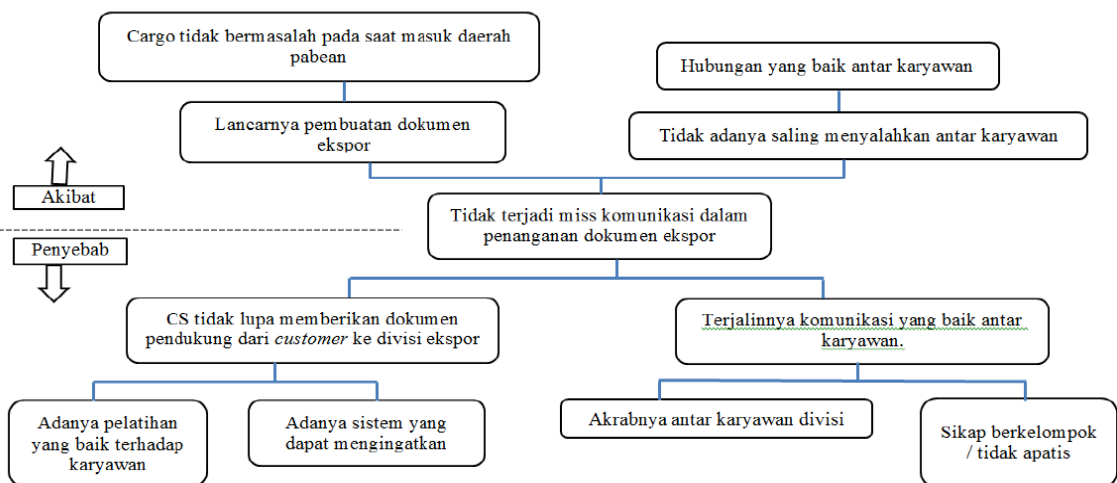 Cargo tidak bermasalah pada saat masuk daerah
pabean
Hubungan yang baik antar karyawan
Lancarnya pembuatan dokumen
ekspor
Tidak adanya saling menyalahkan antar karyawan
Akibat
Tidak terjadi miss komunikasi dalam
penanganan dokumen ekspor
Penyebab
CS tidak lupa memberikan dokumen
pendukung dari customer ke divisi ekspor
Terjalinnya komunikasi yang baik antar
karyawan.
Adanya pelatihan
yang baik terhadap
karyawan
Adanya sistem yang
dapat mengingatkan
Akrabnya antar karyawan divisi
Sikap berkelompok
/ tidak apatis